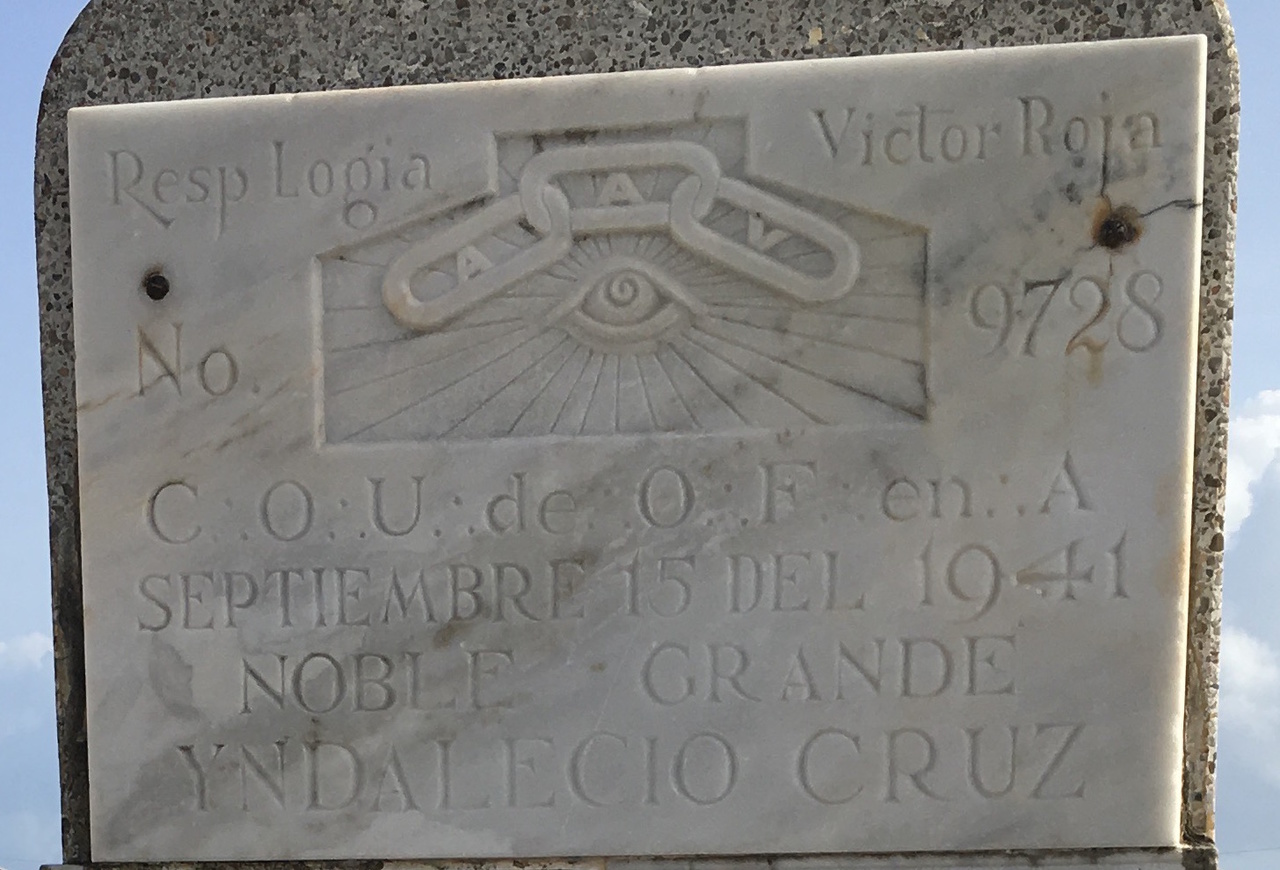 Resp Logia Victor Roja
A A V
No. 9728
C∴O∴U∴de∴O∴F∴en∴A
SEPTIEMBRE 15 DEL 1941
NOBLE GRANDE
YNDALECIO CRUZ